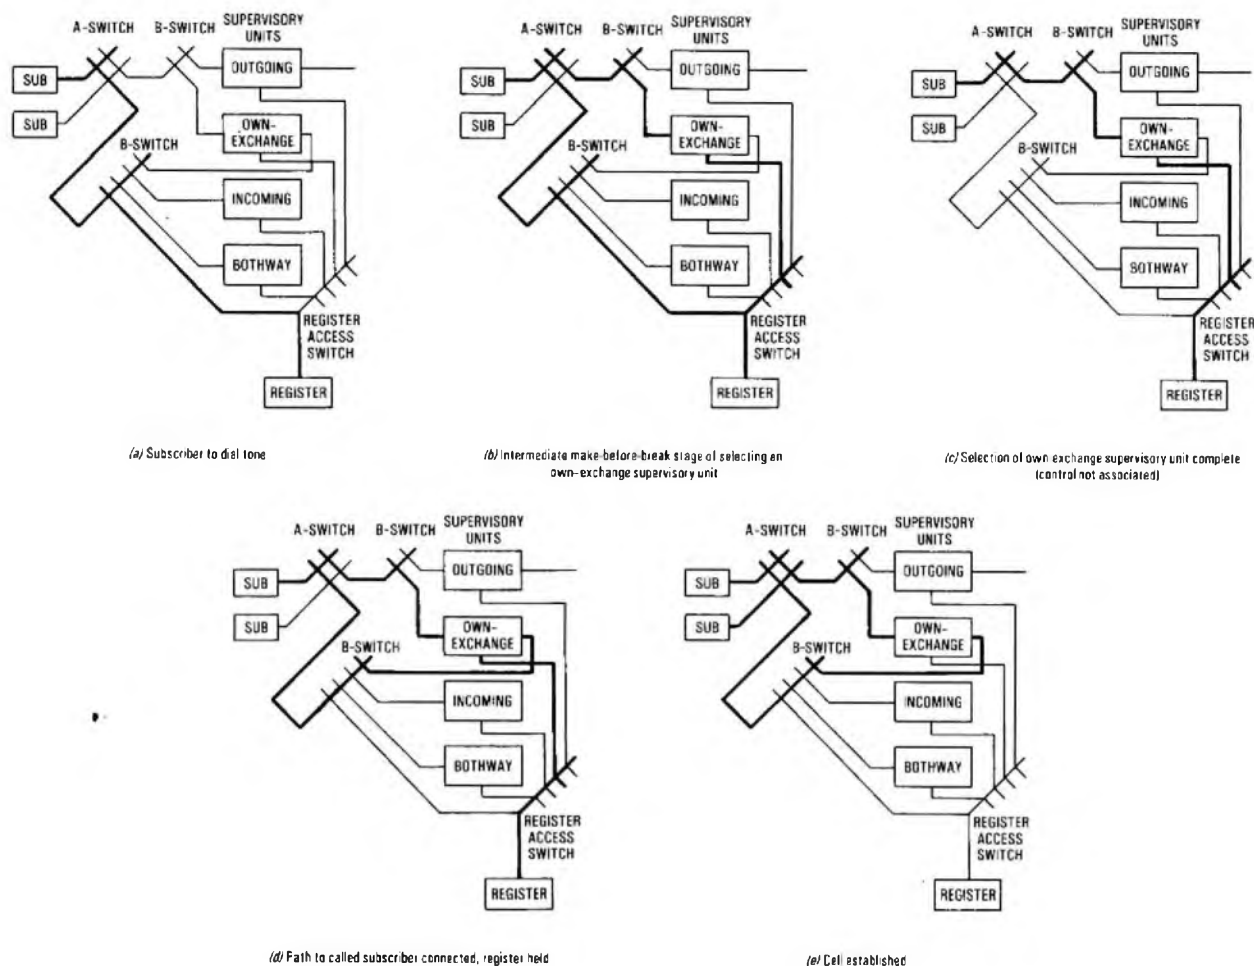 A-SWITCH B-SWITCH SUPERVISORY
UNITS
SUB OUTGOING
SUB OWN-
EXCHANGE
B-SWITCH
INCOMING
BOTHWAY
REGISTER
ACCESS
SWITCH
REGISTER
(a) Subscriber to dial tone
A-SWITCH B-SWITCH SUPERVISORY
UNITS
SUB OUTGOING
SUB OWN-
EXCHANGE
B-SWITCH
INCOMING
BOTHWAY
REGISTER
ACCESS
SWITCH
REGISTER
(b) Intermediate make-before-break stage of selecting an
own-exchange supervisory unit
A-SWITCH B-SWITCH SUPERVISORY
UNITS
SUB OUTGOING
SUB OWN-
EXCHANGE
B-SWITCH
INCOMING
BOTHWAY
REGISTER
ACCESS
SWITCH
REGISTER
(c) Selection of own exchange supervisory unit complete
(control not associated)
A-SWITCH B-SWITCH SUPERVISORY
UNITS
SUB OUTGOING
SUB OWN-
EXCHANGE
B-SWITCH
INCOMING
BOTHWAY
REGISTER
ACCESS
SWITCH
REGISTER
(d) Path to called subscriber connected, register held
A-SWITCH B-SWITCH SUPERVISORY
UNITS
SUB OUTGOING
SUB OWN-
EXCHANGE
B-SWITCH
INCOMING
BOTHWAY
REGISTER
ACCESS
SWITCH
REGISTER
(e) Call established